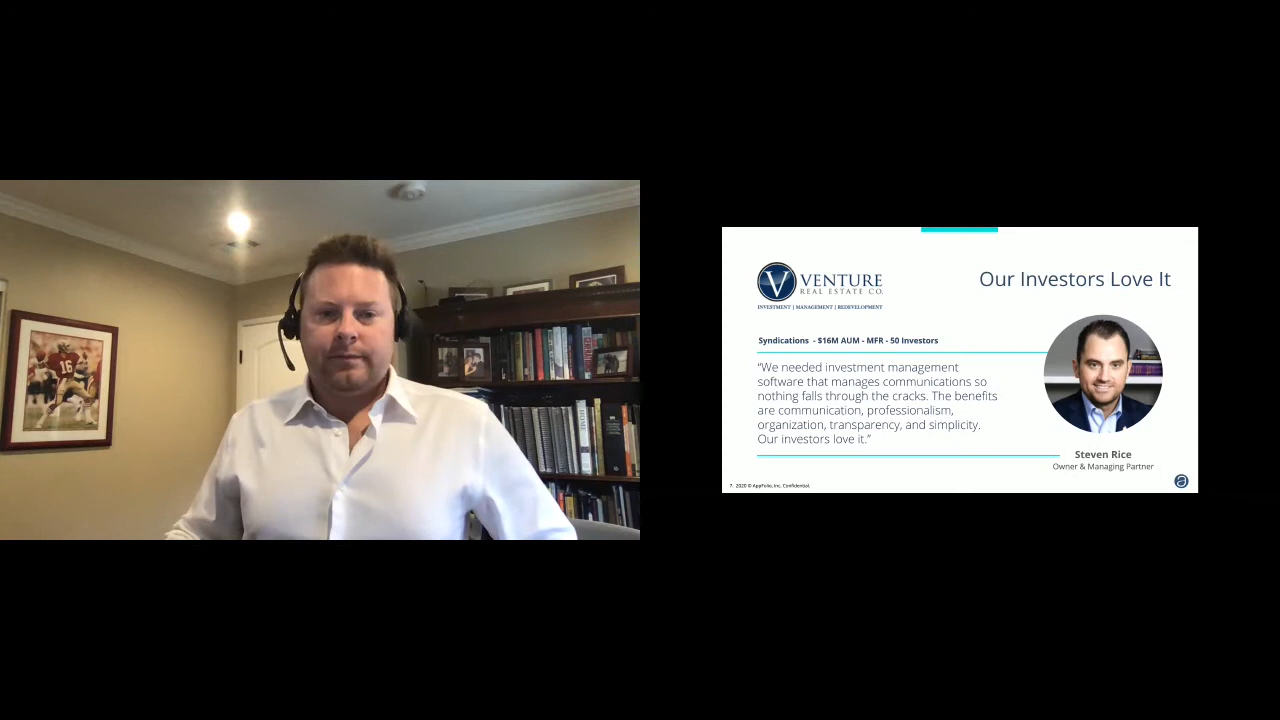 16
HOME
V
VENTURE
REAL ESTATE CO.
INVESTMENT | MANAGEMENT | REDEVELOPMENT
Our Investors Love It
Syndications - $16M AUM - MFR - 50 Investors
“We needed investment management
software that manages communications so
nothing falls through the cracks. The benefits
are communication, professionalism,
organization, transparency, and simplicity.
Our investors love it.”
Steven Rice
Owner & Managing Partner
7. 2020 © AppFolio, Inc. Confidential.
a